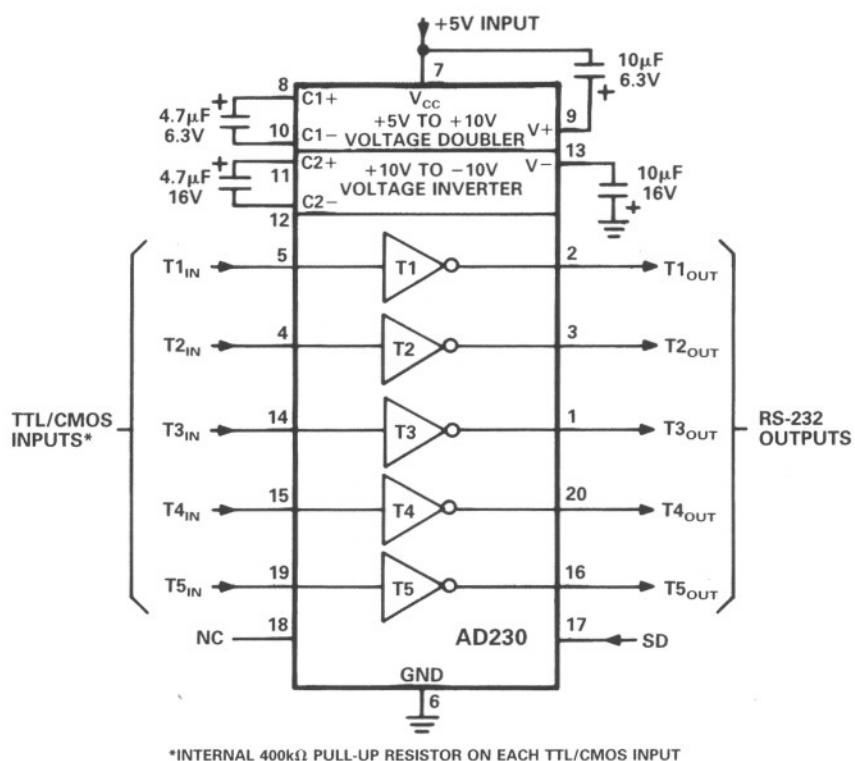 +5V INPUT
7
10μF
6.3V
+
8
+
4.7μF
6.3V
10
C1+
C1−
VCC
+5V TO +10V
VOLTAGE DOUBLER
V+
9
13
+
4.7μF
16V
11
12
C2+
C2−
+10V TO −10V
VOLTAGE INVERTER
V−
10μF
16V
+
TTL/CMOS
INPUTS*
T1IN
5
T1
2
T1OUT
T2IN
4
T2
3
T2OUT
T3IN
14
T3
1
T3OUT
T4IN
15
T4
20
T4OUT
T5IN
19
T5
16
T5OUT
RS-232
OUTPUTS
NC
18
AD230
17
SD
GND
6
*INTERNAL 400kΩ PULL-UP RESISTOR ON EACH TTL/CMOS INPUT